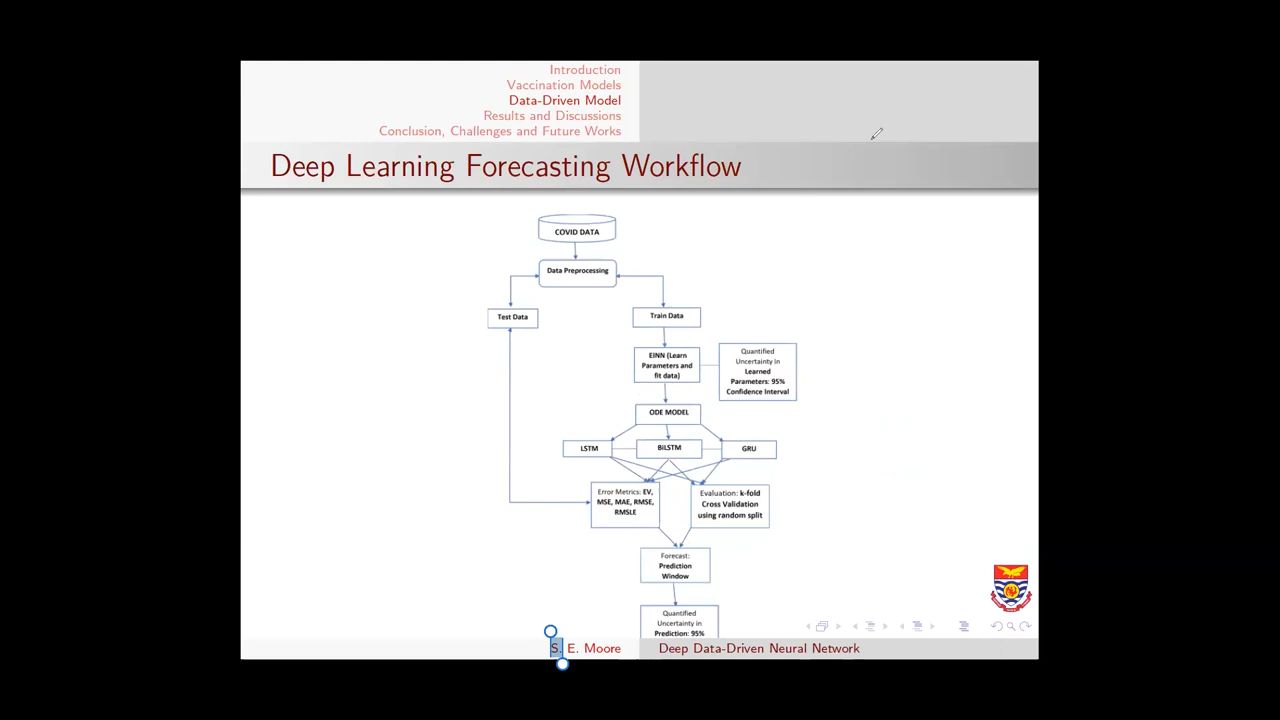 Introduction
Vaccination Models
Data-Driven Model
Results and Discussions
Conclusion, Challenges and Future Works
Deep Learning Forecasting Workflow
COVID DATA
Data Preprocessing
Test Data
Train Data
EINN (Learn
Parameters and
fit data)
Quantified
Uncertainty in
Learned
Parameters: 95%
Confidence Interval
ODE MODEL
LSTM
BiLSTM
GRU
Error Metrics: EV,
MSE, MAE, RMSE,
RMSLE
Evaluation: k-fold
Cross Validation
using random split
Forecast:
Prediction
Window
Quantified
Uncertainty in
Prediction: 95%
S. E. Moore
Deep Data-Driven Neural Network